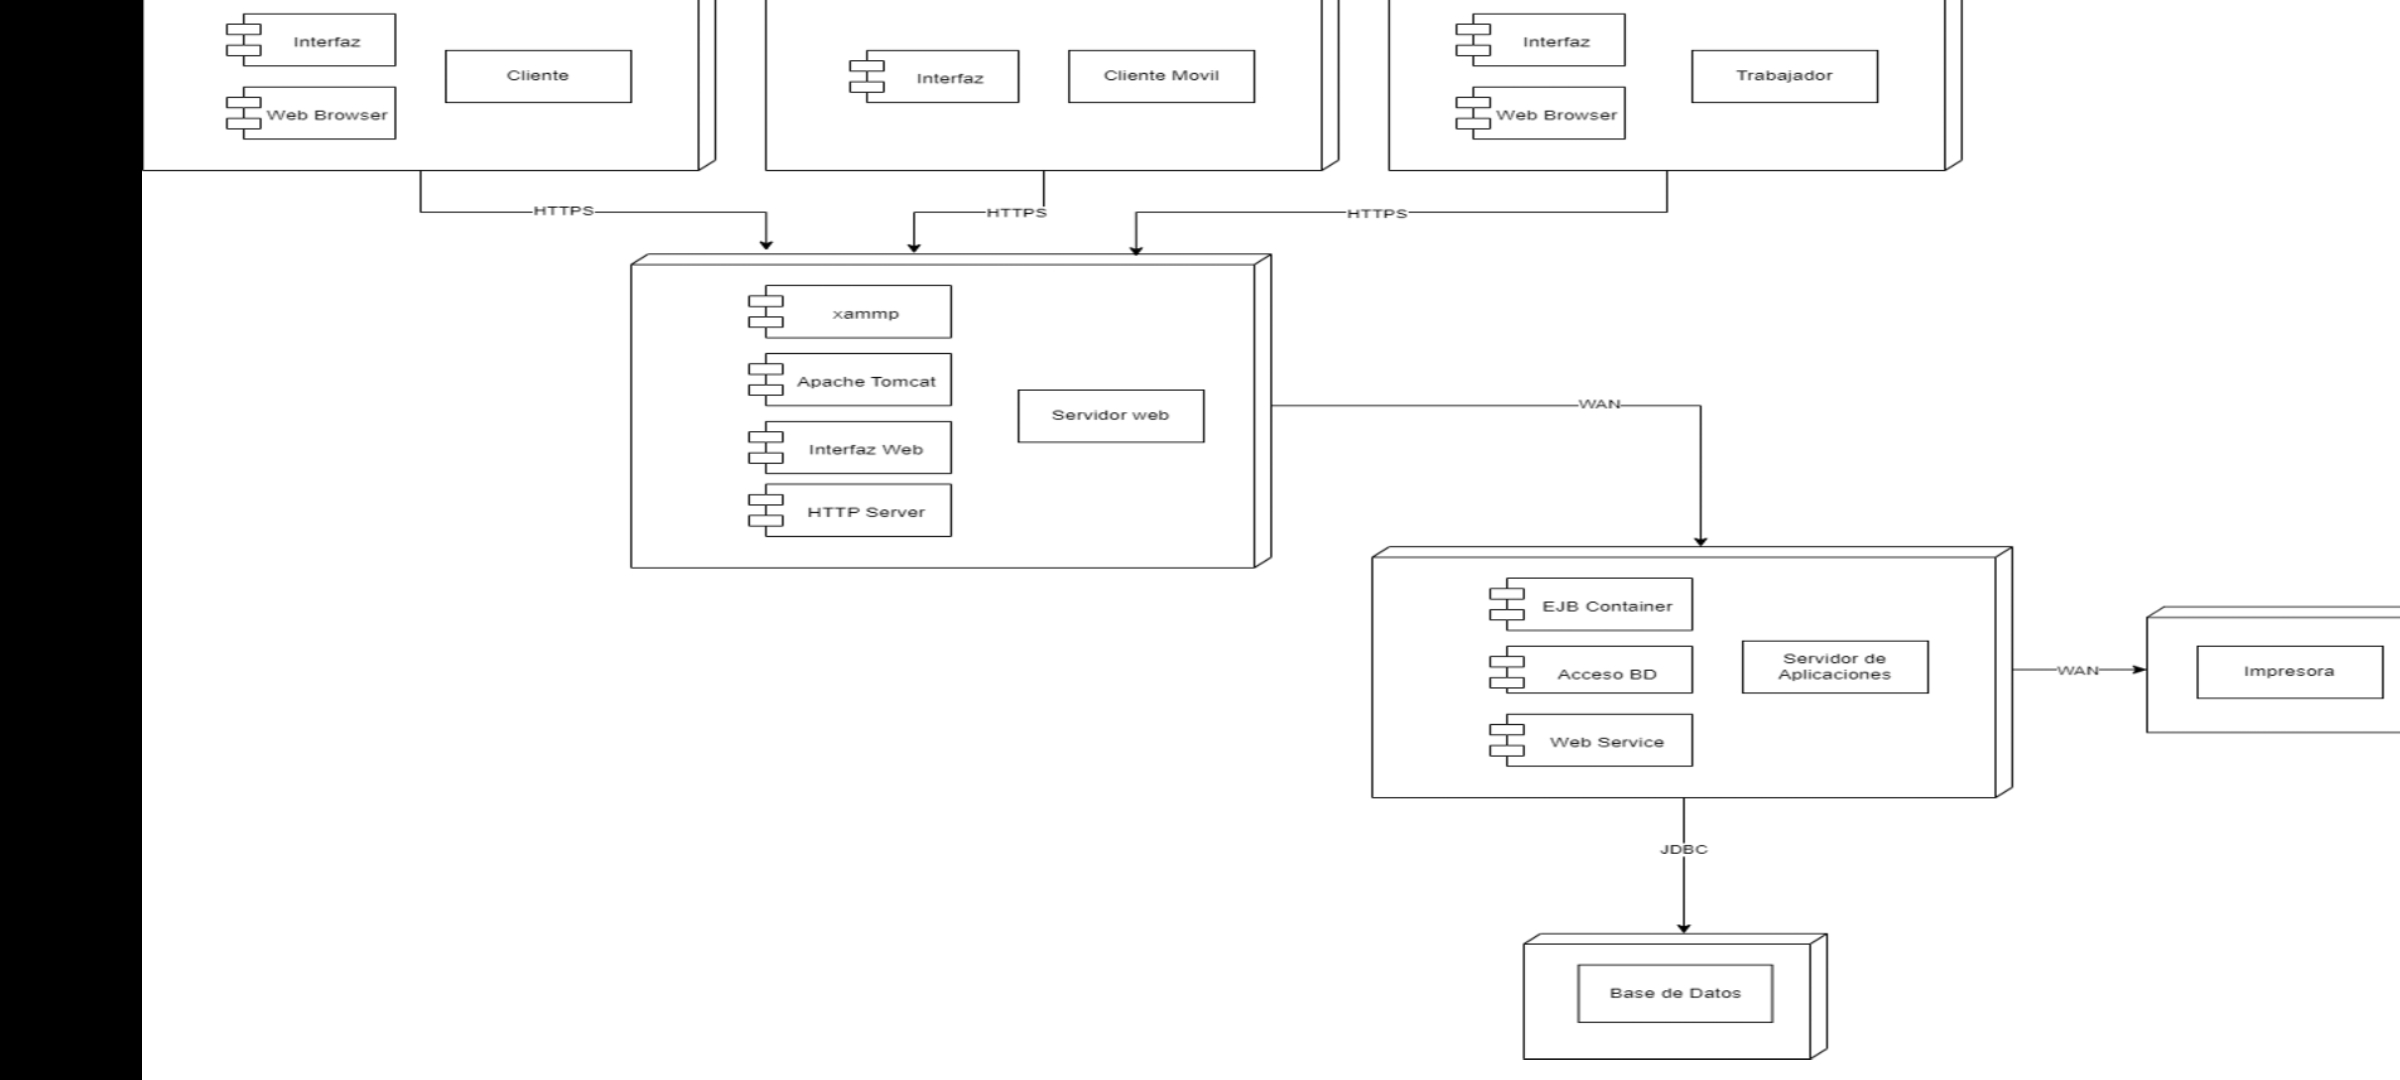 Interfaz
Cliente
Web Browser
Interfaz
Cliente Movil
Interfaz
Trabajador
Web Browser
HTTPS
HTTPS
HTTPS
xammp
Apache Tomcat
Interfaz Web
HTTP Server
Servidor web
WAN
EJB Container
Acceso BD
Web Service
Servidor de
Aplicaciones
WAN
Impresora
JDBC
Base de Datos